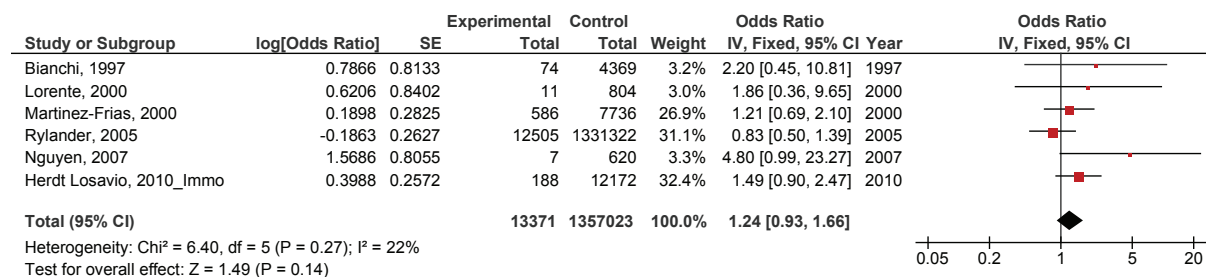 Experimental Control Odds Ratio Odds Ratio
Study or Subgroup log[Odds Ratio] SE Total Total Weight IV, Fixed, 95% CI Year IV, Fixed, 95% CI
Bianchi, 1997 0.7866 0.8133 74 4369 3.2% 2.20 [0.45, 10.81] 1997
Lorente, 2000 0.6206 0.8402 11 804 3.0% 1.86 [0.36, 9.65] 2000
Martinez-Frias, 2000 0.1898 0.2825 586 7736 26.9% 1.21 [0.69, 2.10] 2000
Rylander, 2005 -0.1863 0.2627 12505 1331322 31.1% 0.83 [0.50, 1.39] 2005
Nguyen, 2007 1.5686 0.8055 7 620 3.3% 4.80 [0.99, 23.27] 2007
Herdt Losavio, 2010_Immo 0.3988 0.2572 188 12172 32.4% 1.49 [0.90, 2.47] 2010
Total (95% CI) 13371 1357023 100.0% 1.24 [0.93, 1.66]
Heterogeneity: Chi² = 6.40, df = 5 (P = 0.27); I² = 22%
Test for overall effect: Z = 1.49 (P = 0.14)
0.05 0.2 1 5 20